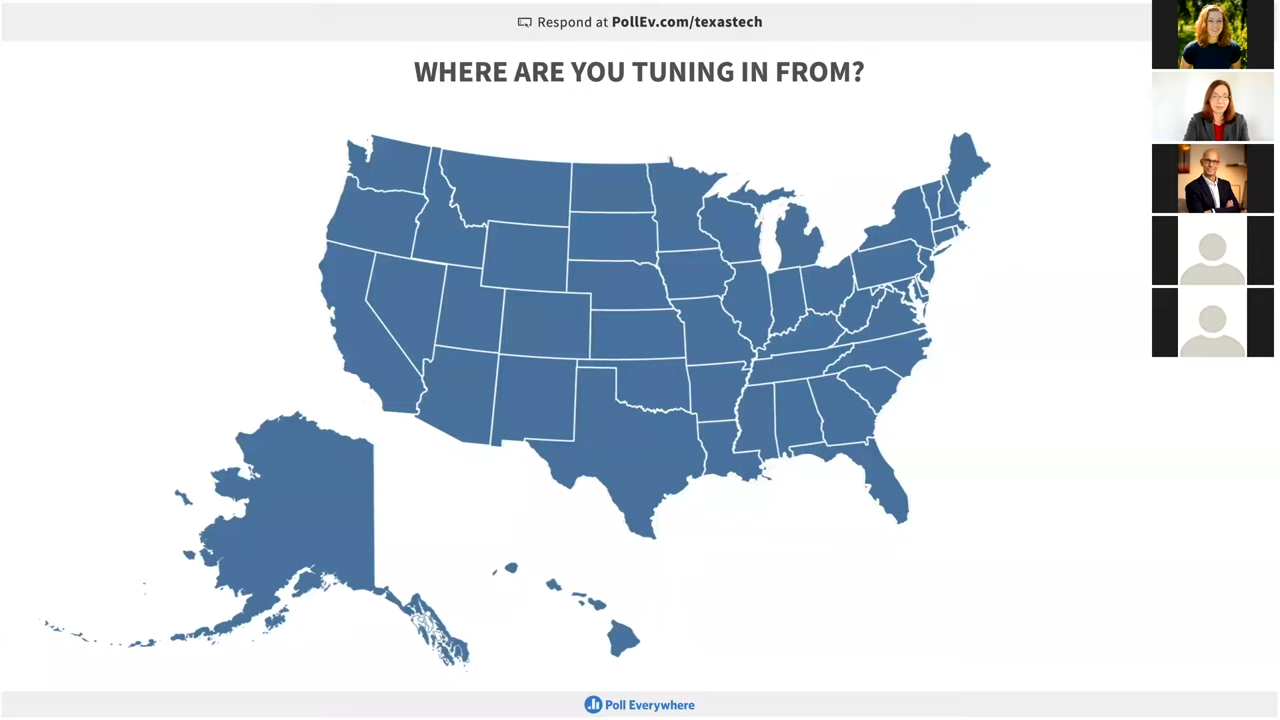 Respond at PollEv.com/texastech
WHERE ARE YOU TUNING IN FROM?
Poll Everywhere